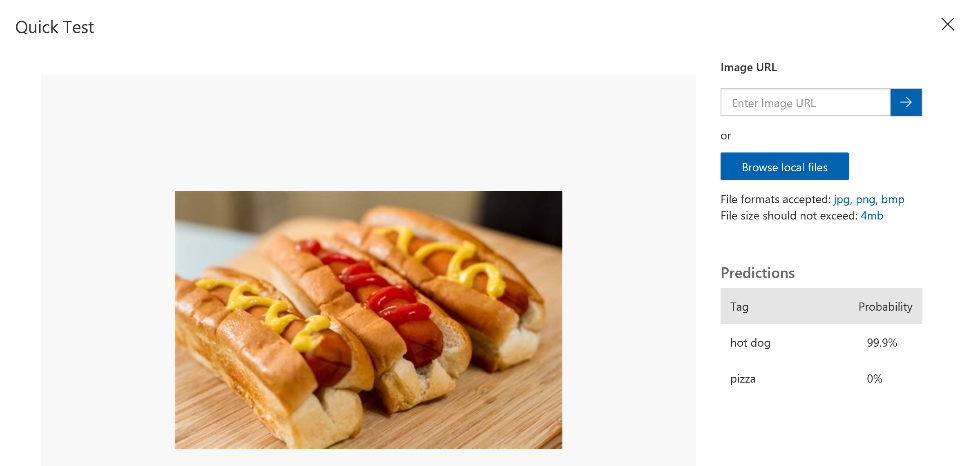 Quick Test
Image URL
Enter Image URL
or
Browse local files
File formats accepted: jpg, png, bmp
File size should not exceed: 4mb
Predictions
Tag Probability
hot dog 99.9%
pizza 0%